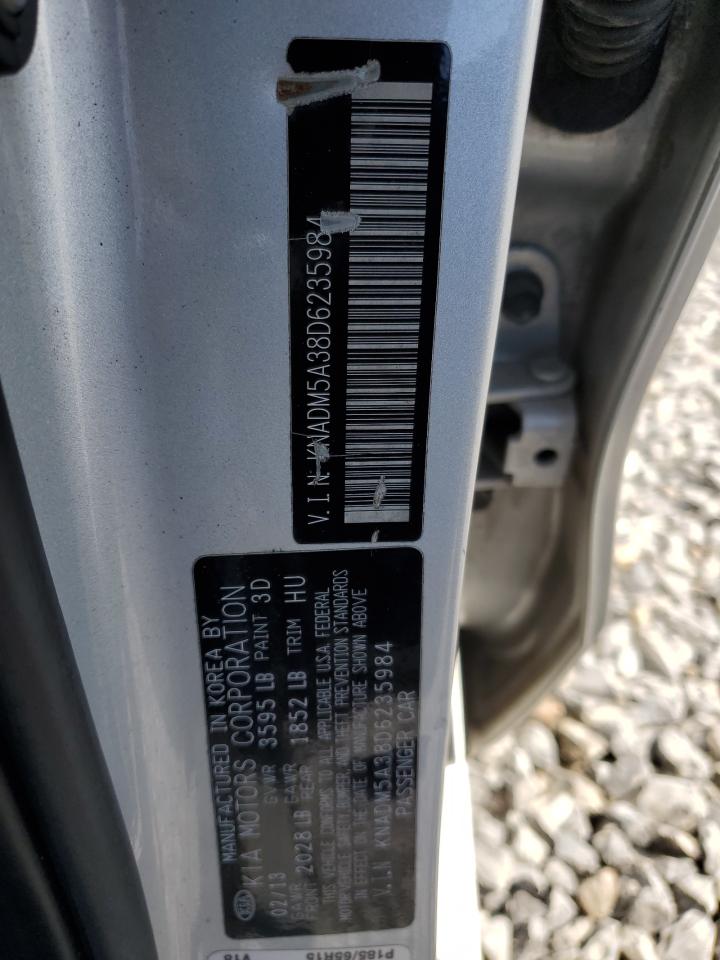 V.I.N. KNADM5A38D6235984
MANUFACTURED IN KOREA BY
KIA KIA MOTORS CORPORATION
02/13 GVWR 3595 LB PAINT 3D
GAWR FRONT 2028 LB GAWR REAR 1852 LB TRIM HU
THIS VEHICLE CONFORMS TO ALL APPLICABLE U.S.A. FEDERAL
MOTOR VEHICLE SAFETY, BUMPER, AND THEFT PREVENTION STANDARDS
IN EFFECT ON THE DATE OF MANUFACTURE SHOWN ABOVE
V.I.N KNADM5A38D6235984
PASSENGER CAR
P185/65R15